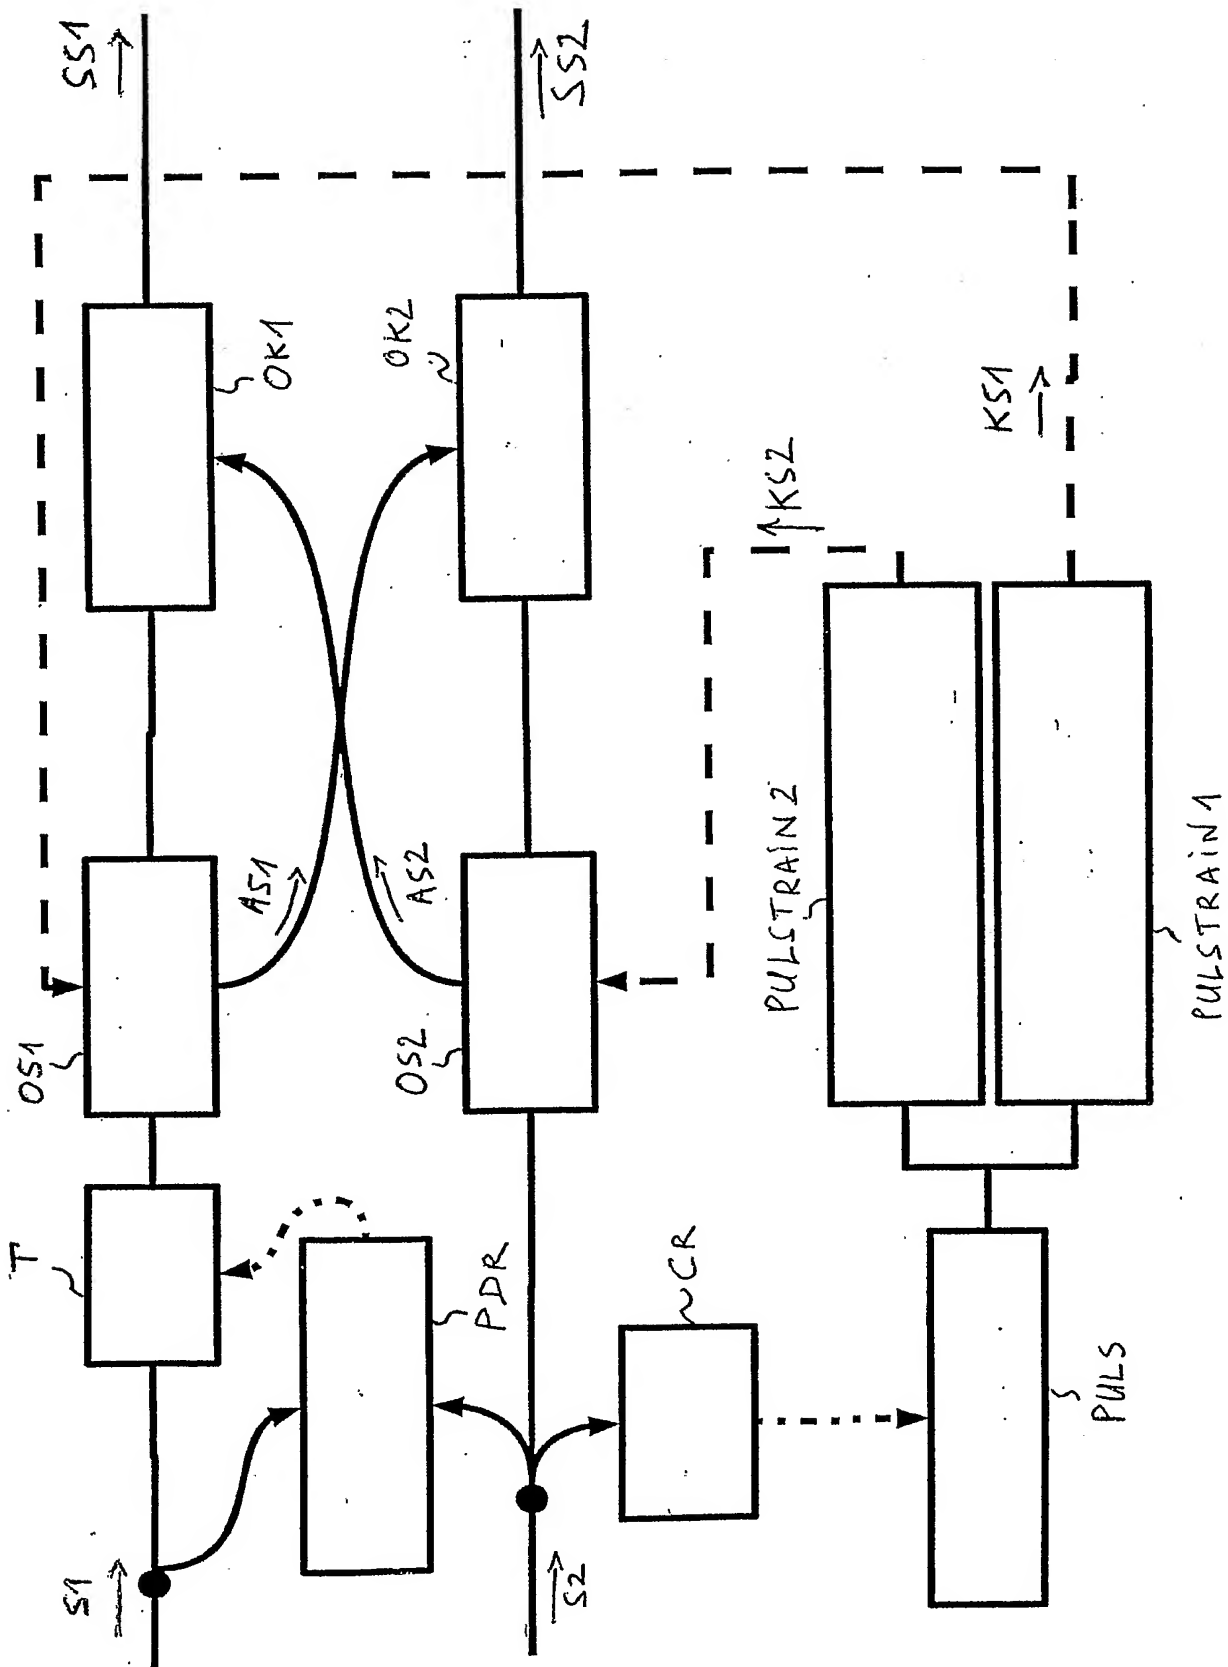 SS1
SS2
OK1
OK2
KS1
KS2
AS1
AS2
OS1
OS2
PULSTRAIN2
PULSTRAIN1
T
PDR
CR
PULS
S1
S2